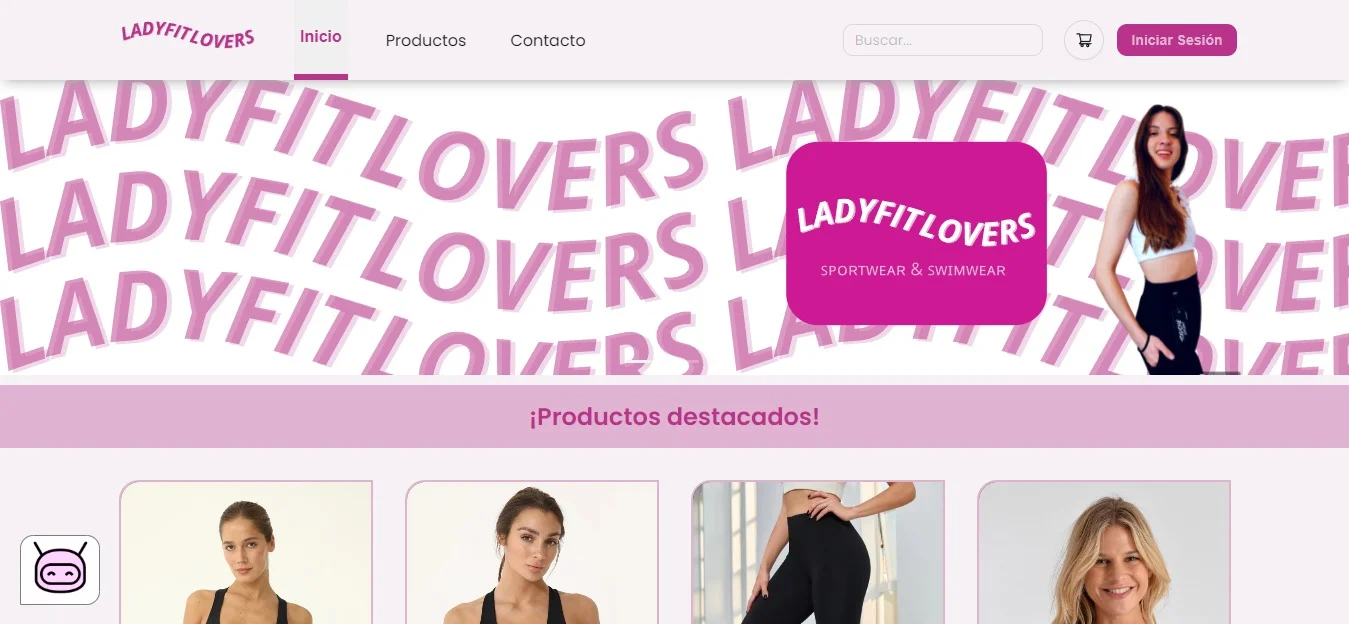 LADYFITLOVERS
Inicio
Productos
Contacto
Buscar...
Iniciar Sesión
LADYFITLOVERS LADYFITLOVERS
LADYFITLOVERS LADYFITLOVERS
LADYFITLOVERS LADYFITLOVERS
LADYFITLOVERS
SPORTWEAR & SWIMWEAR
¡Productos destacados!